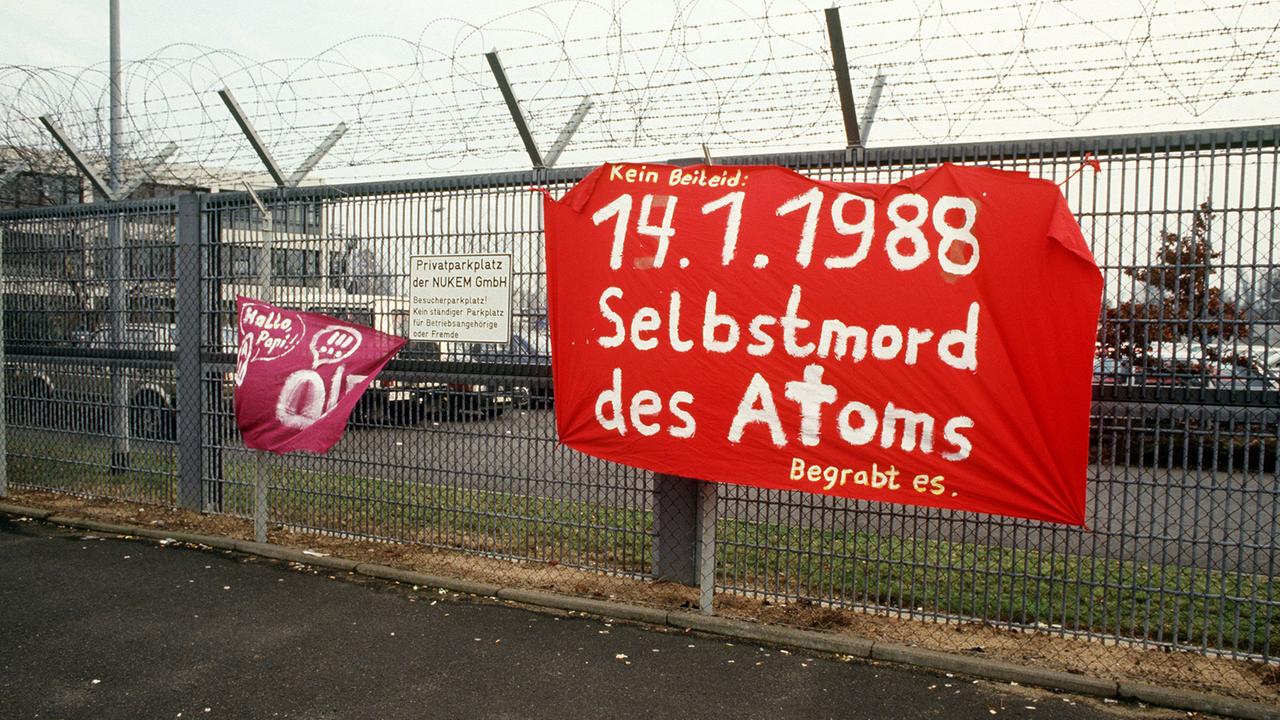 Kein Beileid:
14.1.1988
Selbstmord
des Atoms
Begrabt es.
Privatparkplatz
der NUKEM GmbH
Besucherparkplatz!
Kein ständiger Parkplatz
für Betriebsangehörige
oder Fremde
Hallo,
Papi!
!!!